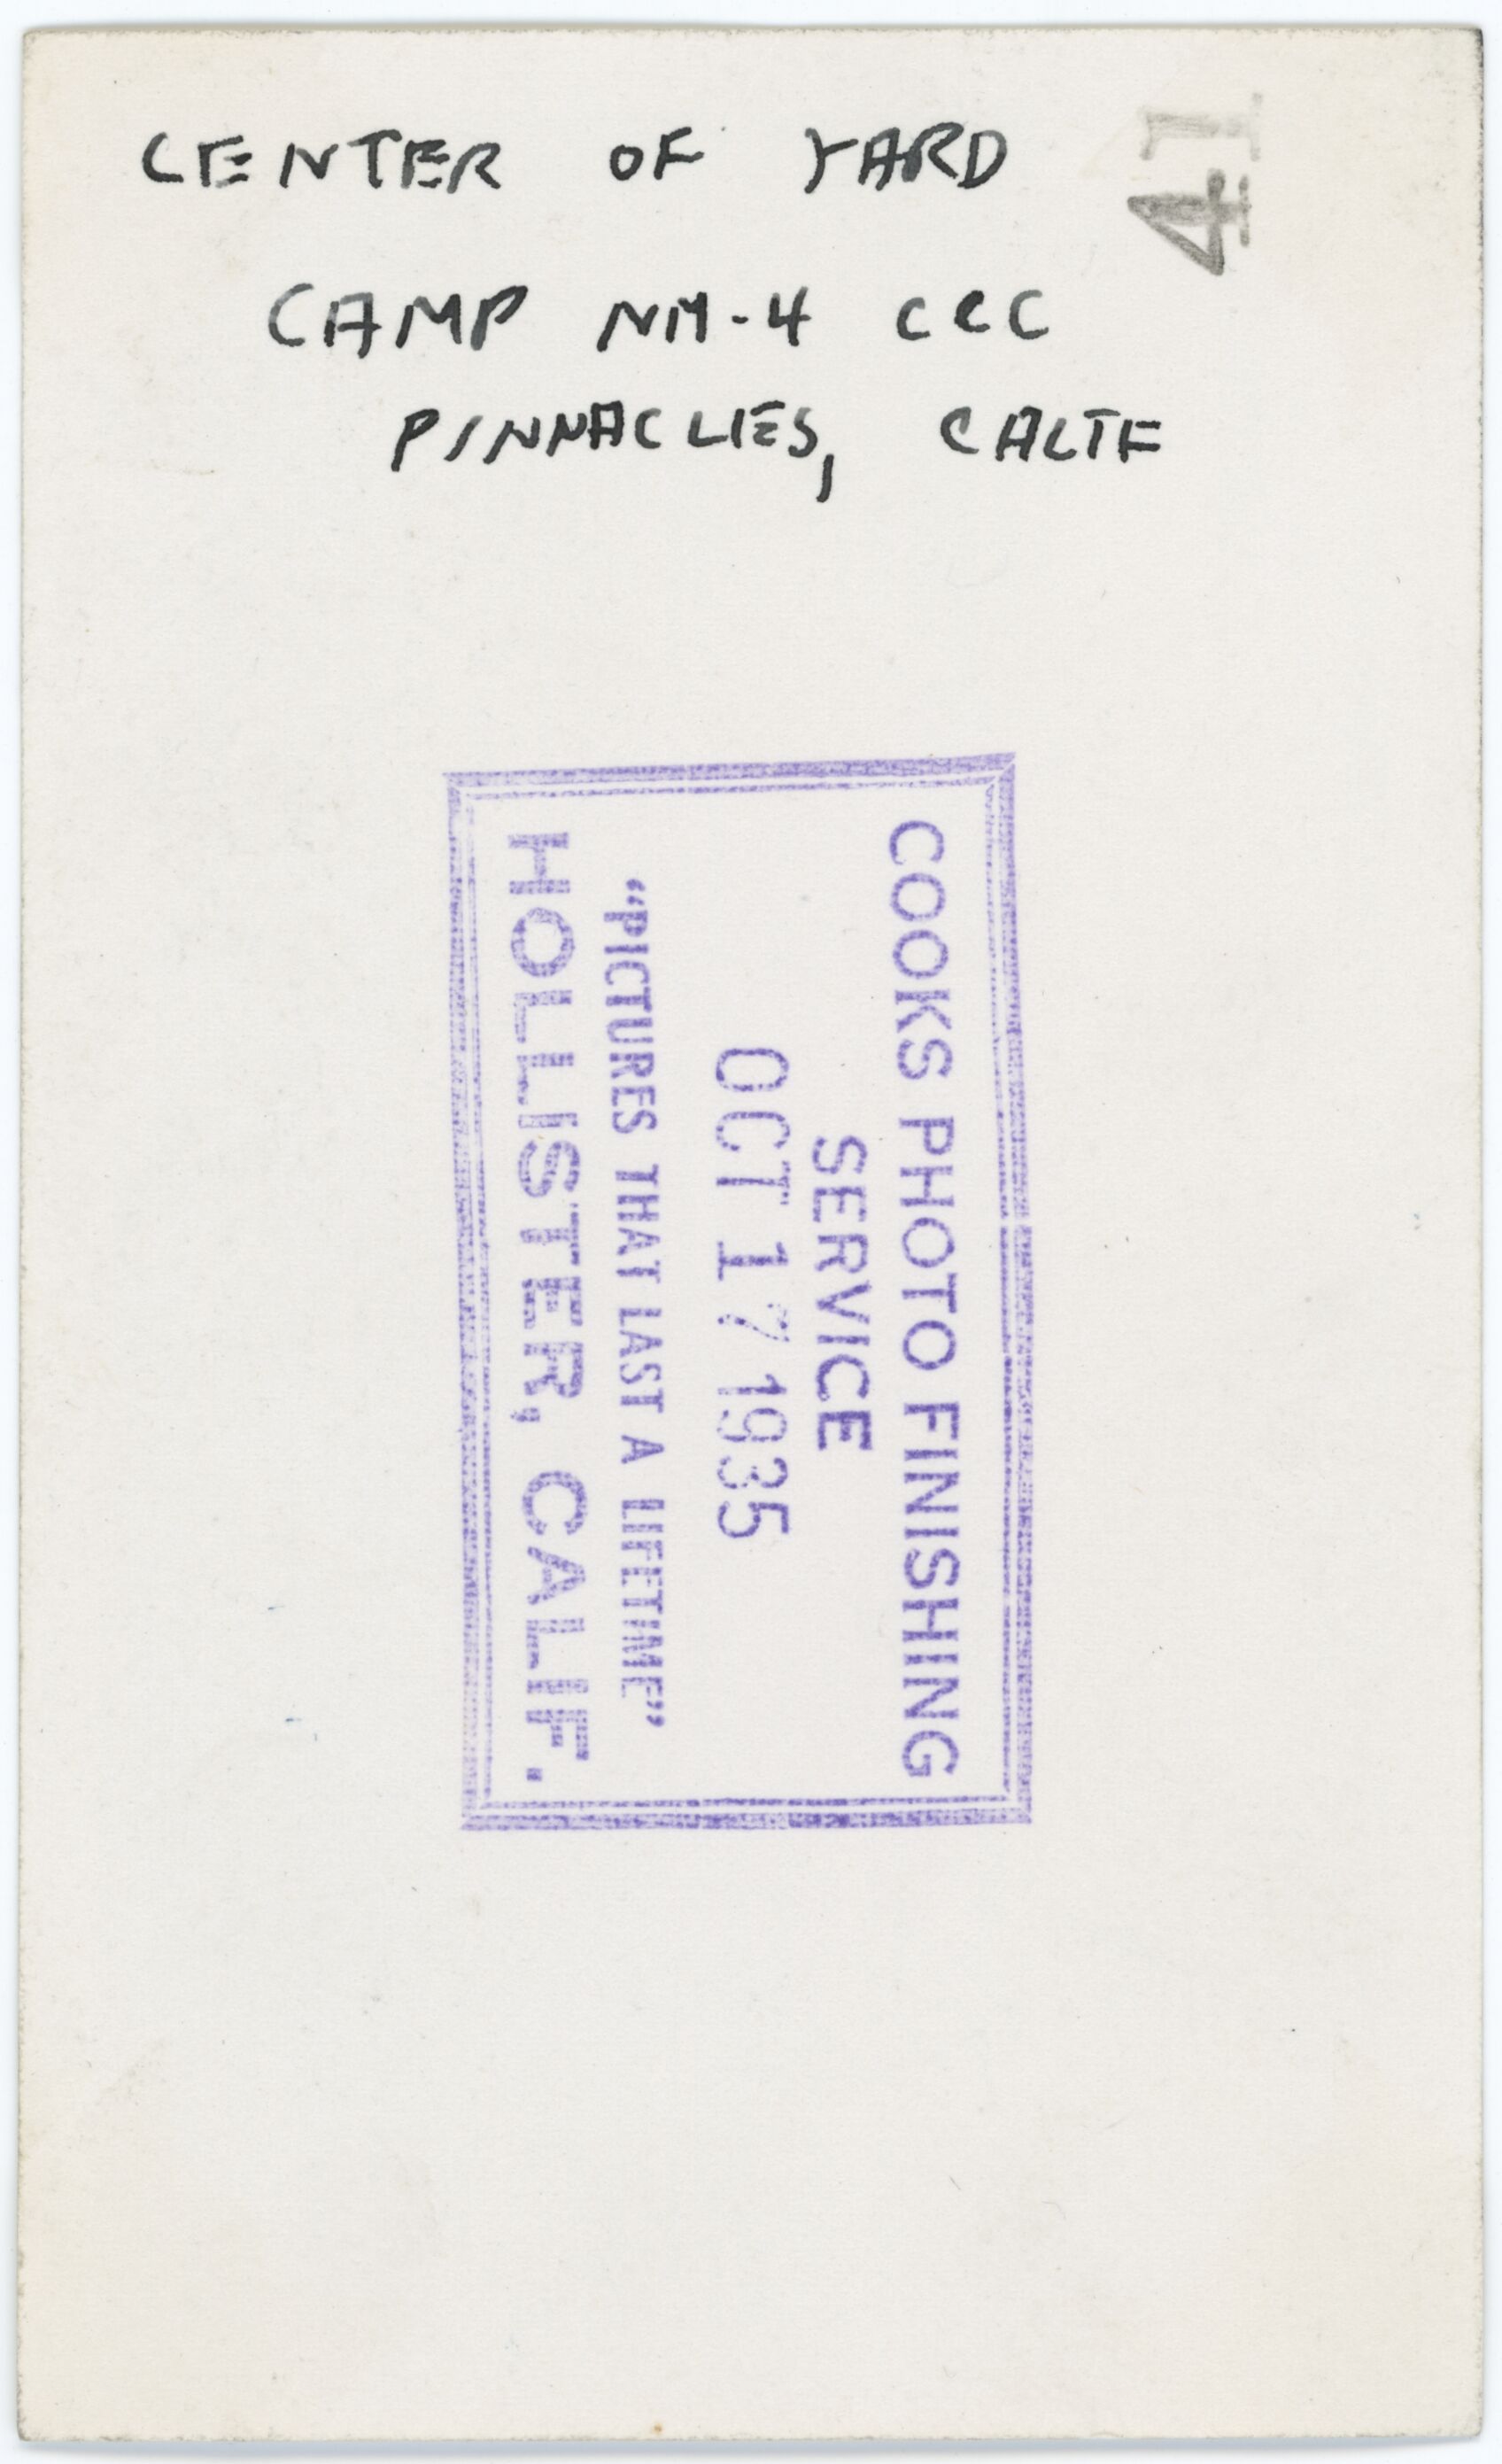 CENTER OF YARD
CAMP NM-4 CCC
PINNACLES, CALIF
41
COOKS PHOTO FINISHING
SERVICE
OCT 17 1935
"PICTURES THAT LAST A LIFETIME"
HOLLISTER, CALIF.